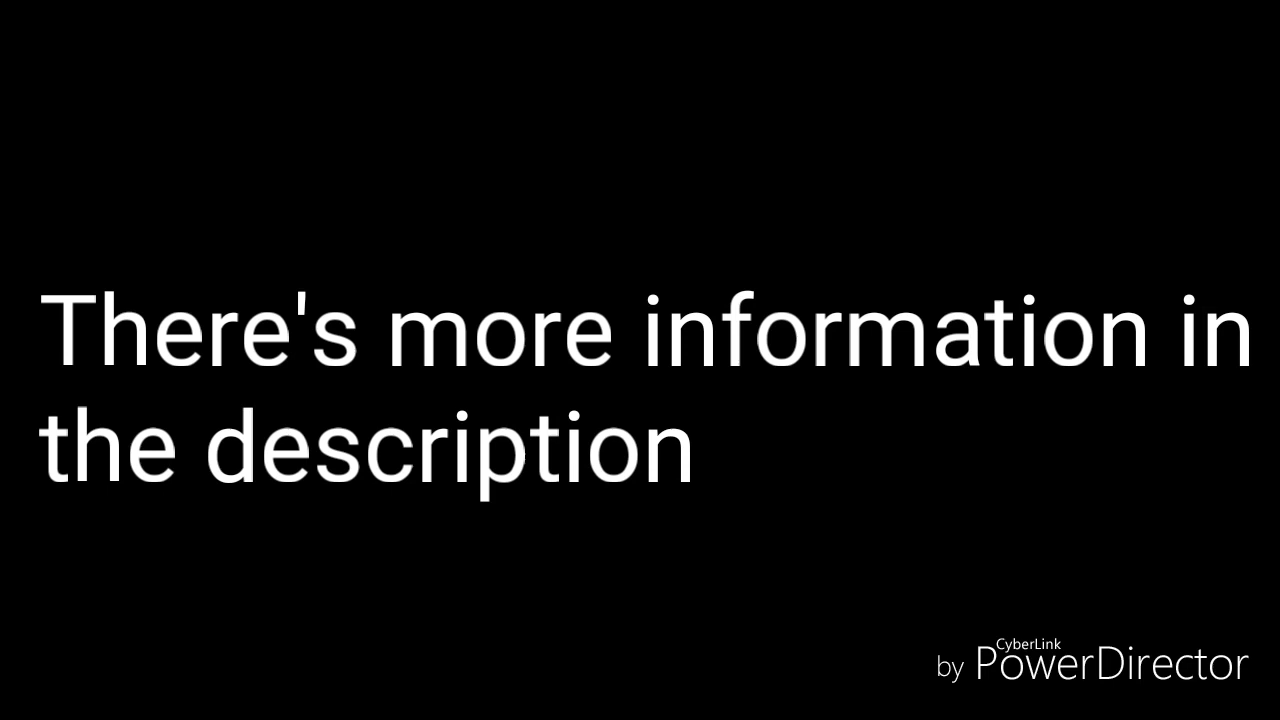 There's more information in
the description
CyberLink
by PowerDirector